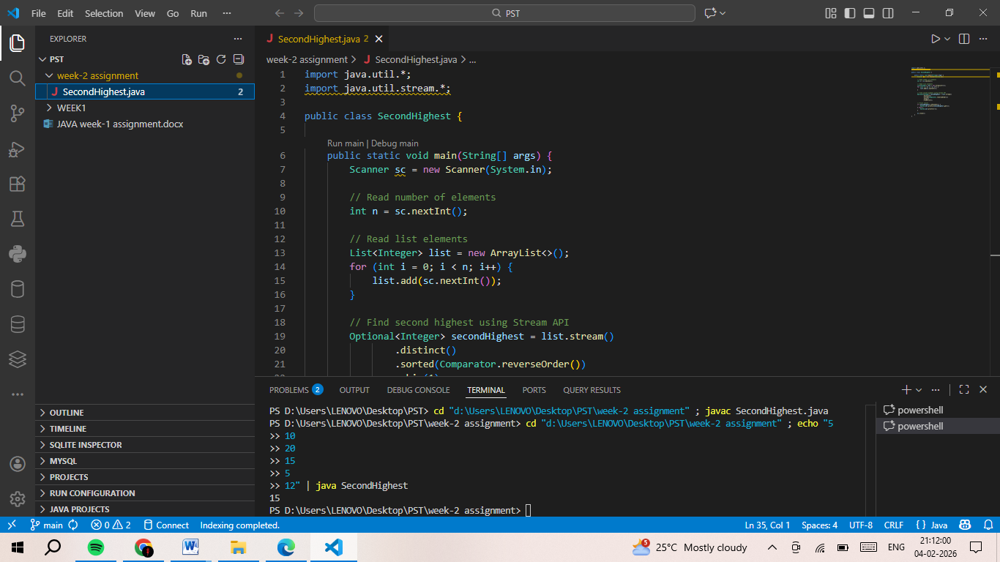 File Edit Selection View Go Run ··· PST
EXPLORER ···
PST
week-2 assignment
SecondHighest.java 2
WEEK1
JAVA week-1 assignment.docx
OUTLINE
TIMELINE
SQLITE INSPECTOR
MYSQL
PROJECTS
RUN CONFIGURATION
JAVA PROJECTS
SecondHighest.java 2
week-2 assignment > SecondHighest.java > ...
1 import java.util.*;
2 import java.util.stream.*;
3
4 public class SecondHighest {
5
Run main | Debug main
6 public static void main(String[] args) {
7 Scanner sc = new Scanner(System.in);
8
9 // Read number of elements
10 int n = sc.nextInt();
11
12 // Read list elements
13 List<Integer> list = new ArrayList<>();
14 for (int i = 0; i < n; i++) {
15 list.add(sc.nextInt());
16 }
17
18 // Find second highest using Stream API
19 Optional<Integer> secondHighest = list.stream()
20 .distinct()
21 .sorted(Comparator.reverseOrder())
PROBLEMS 2 OUTPUT DEBUG CONSOLE TERMINAL PORTS QUERY RESULTS
PS D:\Users\LENOVO\Desktop\PST> cd "d:\Users\LENOVO\Desktop\PST\week-2 assignment" ; javac SecondHighest.java
PS D:\Users\LENOVO\Desktop\PST\week-2 assignment> cd "d:\Users\LENOVO\Desktop\PST\week-2 assignment" ; echo "5
>> 10
>> 20
>> 15
>> 5
>> 12" | java SecondHighest
15
PS D:\Users\LENOVO\Desktop\PST\week-2 assignment>
powershell
powershell
main 0 2 Connect Indexing completed. Ln 35, Col 1 Spaces: 4 UTF-8 CRLF {} Java
5 25°C Mostly cloudy ENG 21:12:00
04-02-2026